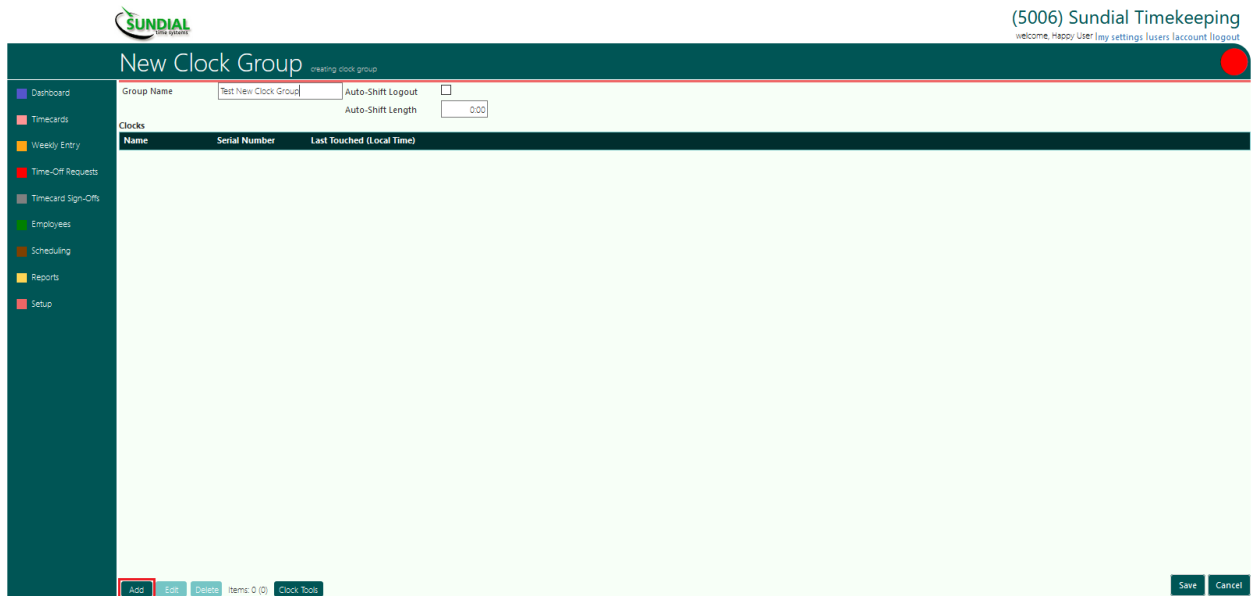 SUNDIAL
time systems
(5006) Sundial Timekeeping
welcome, Happy User |my settings |users |account |logout
New Clock Group creating clock group
Dashboard
Timecards
Weekly Entry
Time-Off Requests
Timecard Sign-Offs
Employees
Scheduling
Reports
Setup
Group Name Test New Clock Group Auto-Shift Logout
Auto-Shift Length 0:00
Clocks
Name Serial Number Last Touched (Local Time)
Add Edit Delete Items: 0 (0) Clock Tools Save Cancel